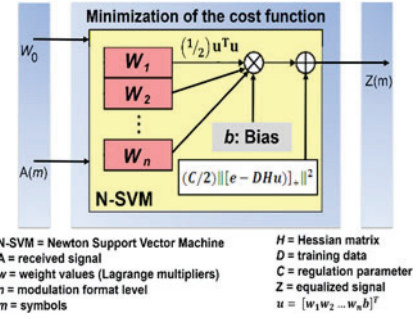 Minimization of the cost function
W₀
A(m)
W₁
W₂
⋮
Wₙ
(1/2) uᵀu
b: Bias
(C/2)‖[e − DHu)]₊‖²
N-SVM
Z(m)
N-SVM = Newton Support Vector Machine
A = received signal
w = weight values (Lagrange multipliers)
n = modulation format level
m = symbols
H = Hessian matrix
D = training data
C = regulation parameter
Z = equalized signal
u = [w₁w₂ ... wₙb]ᵀ